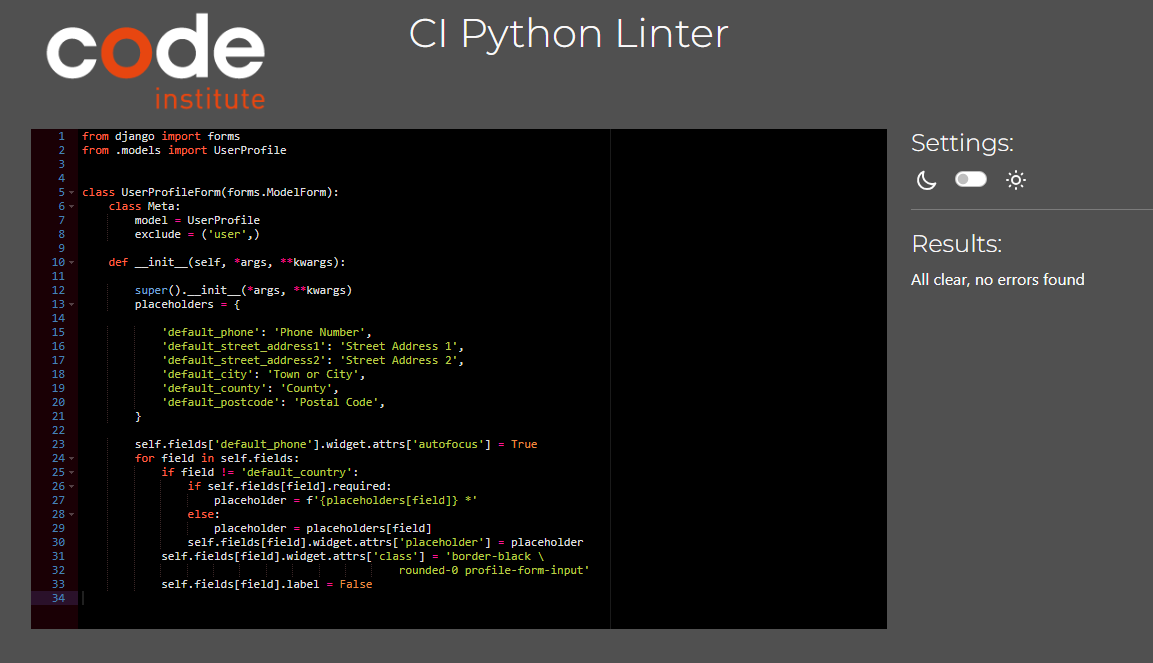 code
institute
CI Python Linter
1 from django import forms
2 from .models import UserProfile
3
4
5 class UserProfileForm(forms.ModelForm):
6     class Meta:
7         model = UserProfile
8         exclude = ('user',)
9
10     def __init__(self, *args, **kwargs):
11
12         super().__init__(*args, **kwargs)
13         placeholders = {
14
15             'default_phone': 'Phone Number',
16             'default_street_address1': 'Street Address 1',
17             'default_street_address2': 'Street Address 2',
18             'default_city': 'Town or City',
19             'default_county': 'County',
20             'default_postcode': 'Postal Code',
21         }
22
23         self.fields['default_phone'].widget.attrs['autofocus'] = True
24         for field in self.fields:
25             if field != 'default_country':
26                 if self.fields[field].required:
27                     placeholder = f'{placeholders[field]} *'
28                 else:
29                     placeholder = placeholders[field]
30                 self.fields[field].widget.attrs['placeholder'] = placeholder
31             self.fields[field].widget.attrs['class'] = 'border-black \
32                                                 rounded-0 profile-form-input'
33             self.fields[field].label = False
34
Settings:
Results:
All clear, no errors found